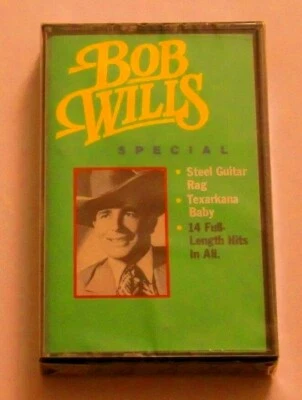 BOB
WILLS
SPECIAL
• Steel Guitar
Rag
• Texarkana
Baby
• 14 Full-
Length Hits
In All.